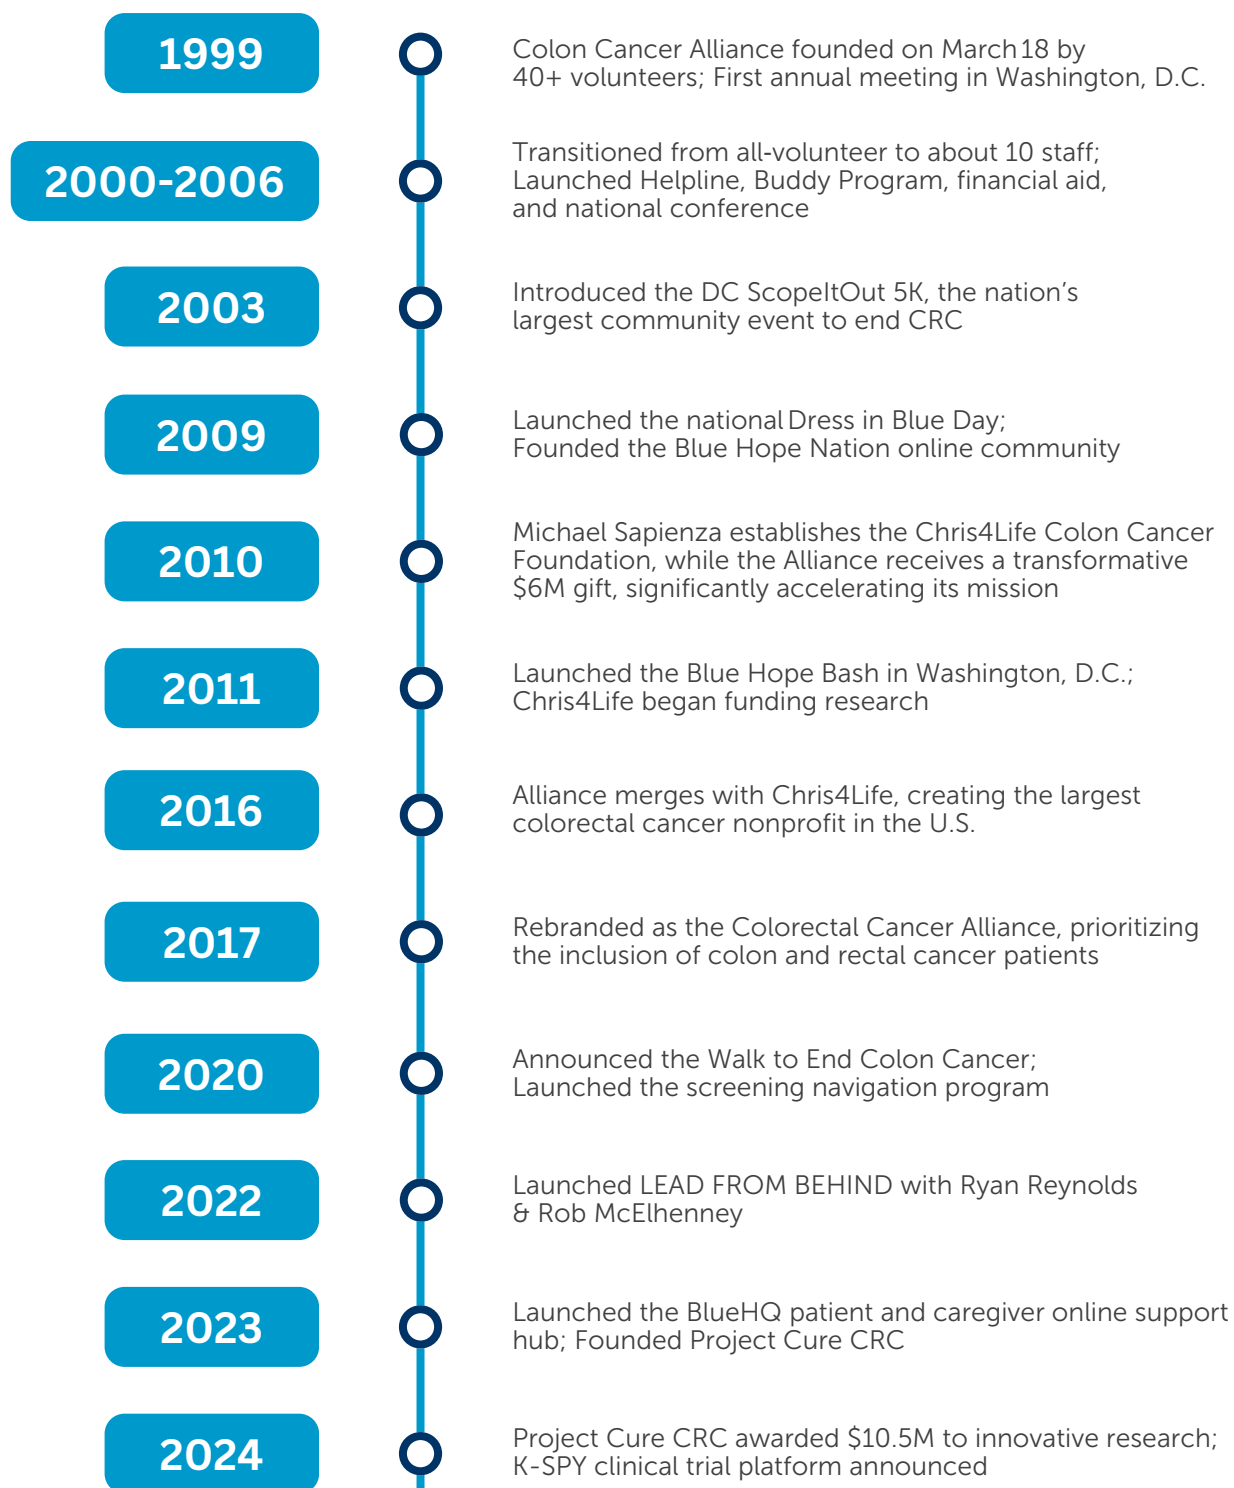 1999
Colon Cancer Alliance founded on March 18 by
40+ volunteers; First annual meeting in Washington, D.C.
2000-2006
Transitioned from all-volunteer to about 10 staff;
Launched Helpline, Buddy Program, financial aid,
and national conference
2003
Introduced the DC ScopeItOut 5K, the nation's
largest community event to end CRC
2009
Launched the national Dress in Blue Day;
Founded the Blue Hope Nation online community
2010
Michael Sapienza establishes the Chris4Life Colon Cancer
Foundation, while the Alliance receives a transformative
$6M gift, significantly accelerating its mission
2011
Launched the Blue Hope Bash in Washington, D.C.;
Chris4Life began funding research
2016
Alliance merges with Chris4Life, creating the largest
colorectal cancer nonprofit in the U.S.
2017
Rebranded as the Colorectal Cancer Alliance, prioritizing
the inclusion of colon and rectal cancer patients
2020
Announced the Walk to End Colon Cancer;
Launched the screening navigation program
2022
Launched LEAD FROM BEHIND with Ryan Reynolds
& Rob McElhenney
2023
Launched the BlueHQ patient and caregiver online support
hub; Founded Project Cure CRC
2024
Project Cure CRC awarded $10.5M to innovative research;
K-SPY clinical trial platform announced